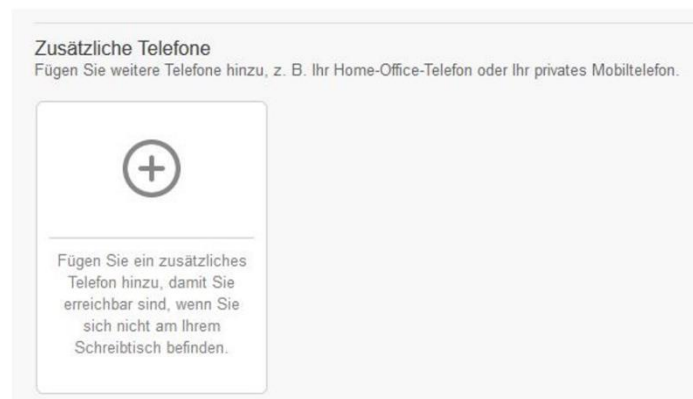 Zusätzliche Telefone
Fügen Sie weitere Telefone hinzu, z. B. Ihr Home-Office-Telefon oder Ihr privates Mobiltelefon.
Fügen Sie ein zusätzliches
Telefon hinzu, damit Sie
erreichbar sind, wenn Sie
sich nicht am Ihrem
Schreibtisch befinden.